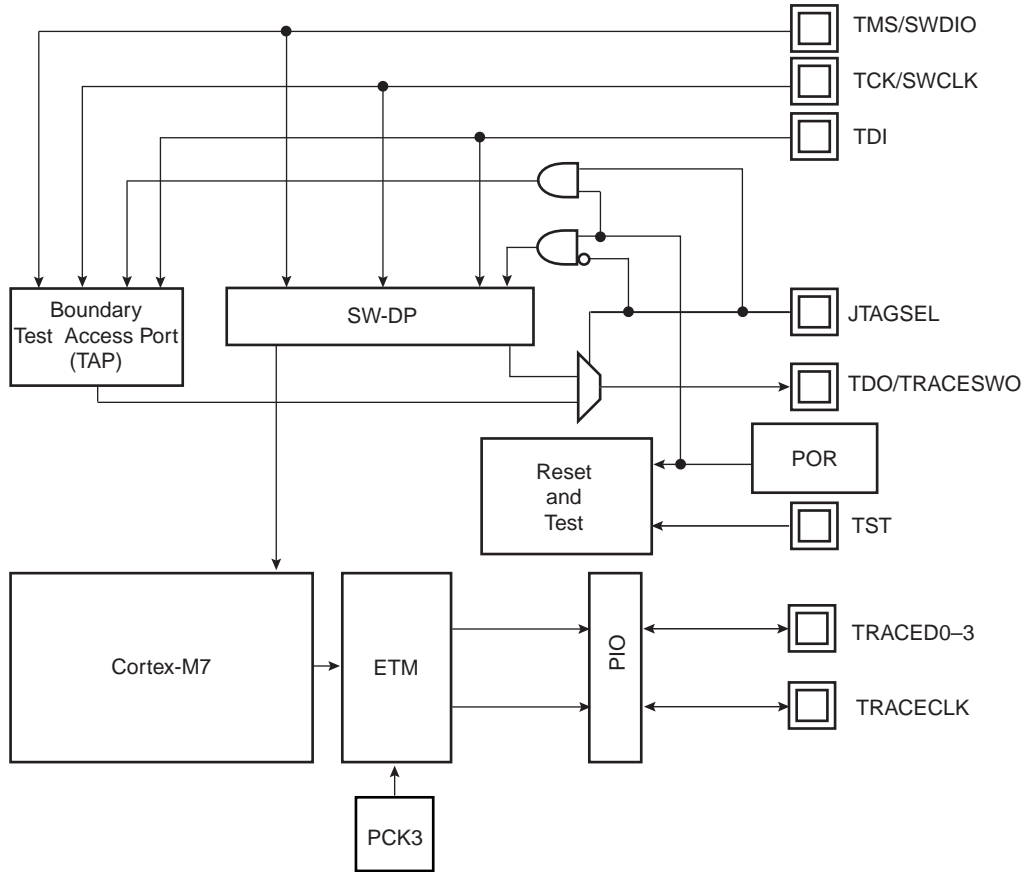 TMS/SWDIO
TCK/SWCLK
TDI
Boundary
Test Access Port
(TAP)
SW-DP
JTAGSEL
TDO/TRACESWO
POR
Reset
and
Test
TST
Cortex-M7
ETM
PIO
TRACED0–3
TRACECLK
PCK3